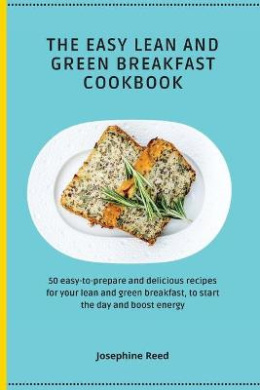 THE EASY LEAN AND
GREEN BREAKFAST
COOKBOOK
50 easy-to-prepare and delicious recipes
for your lean and green breakfast, to start
the day and boost energy
Josephine Reed